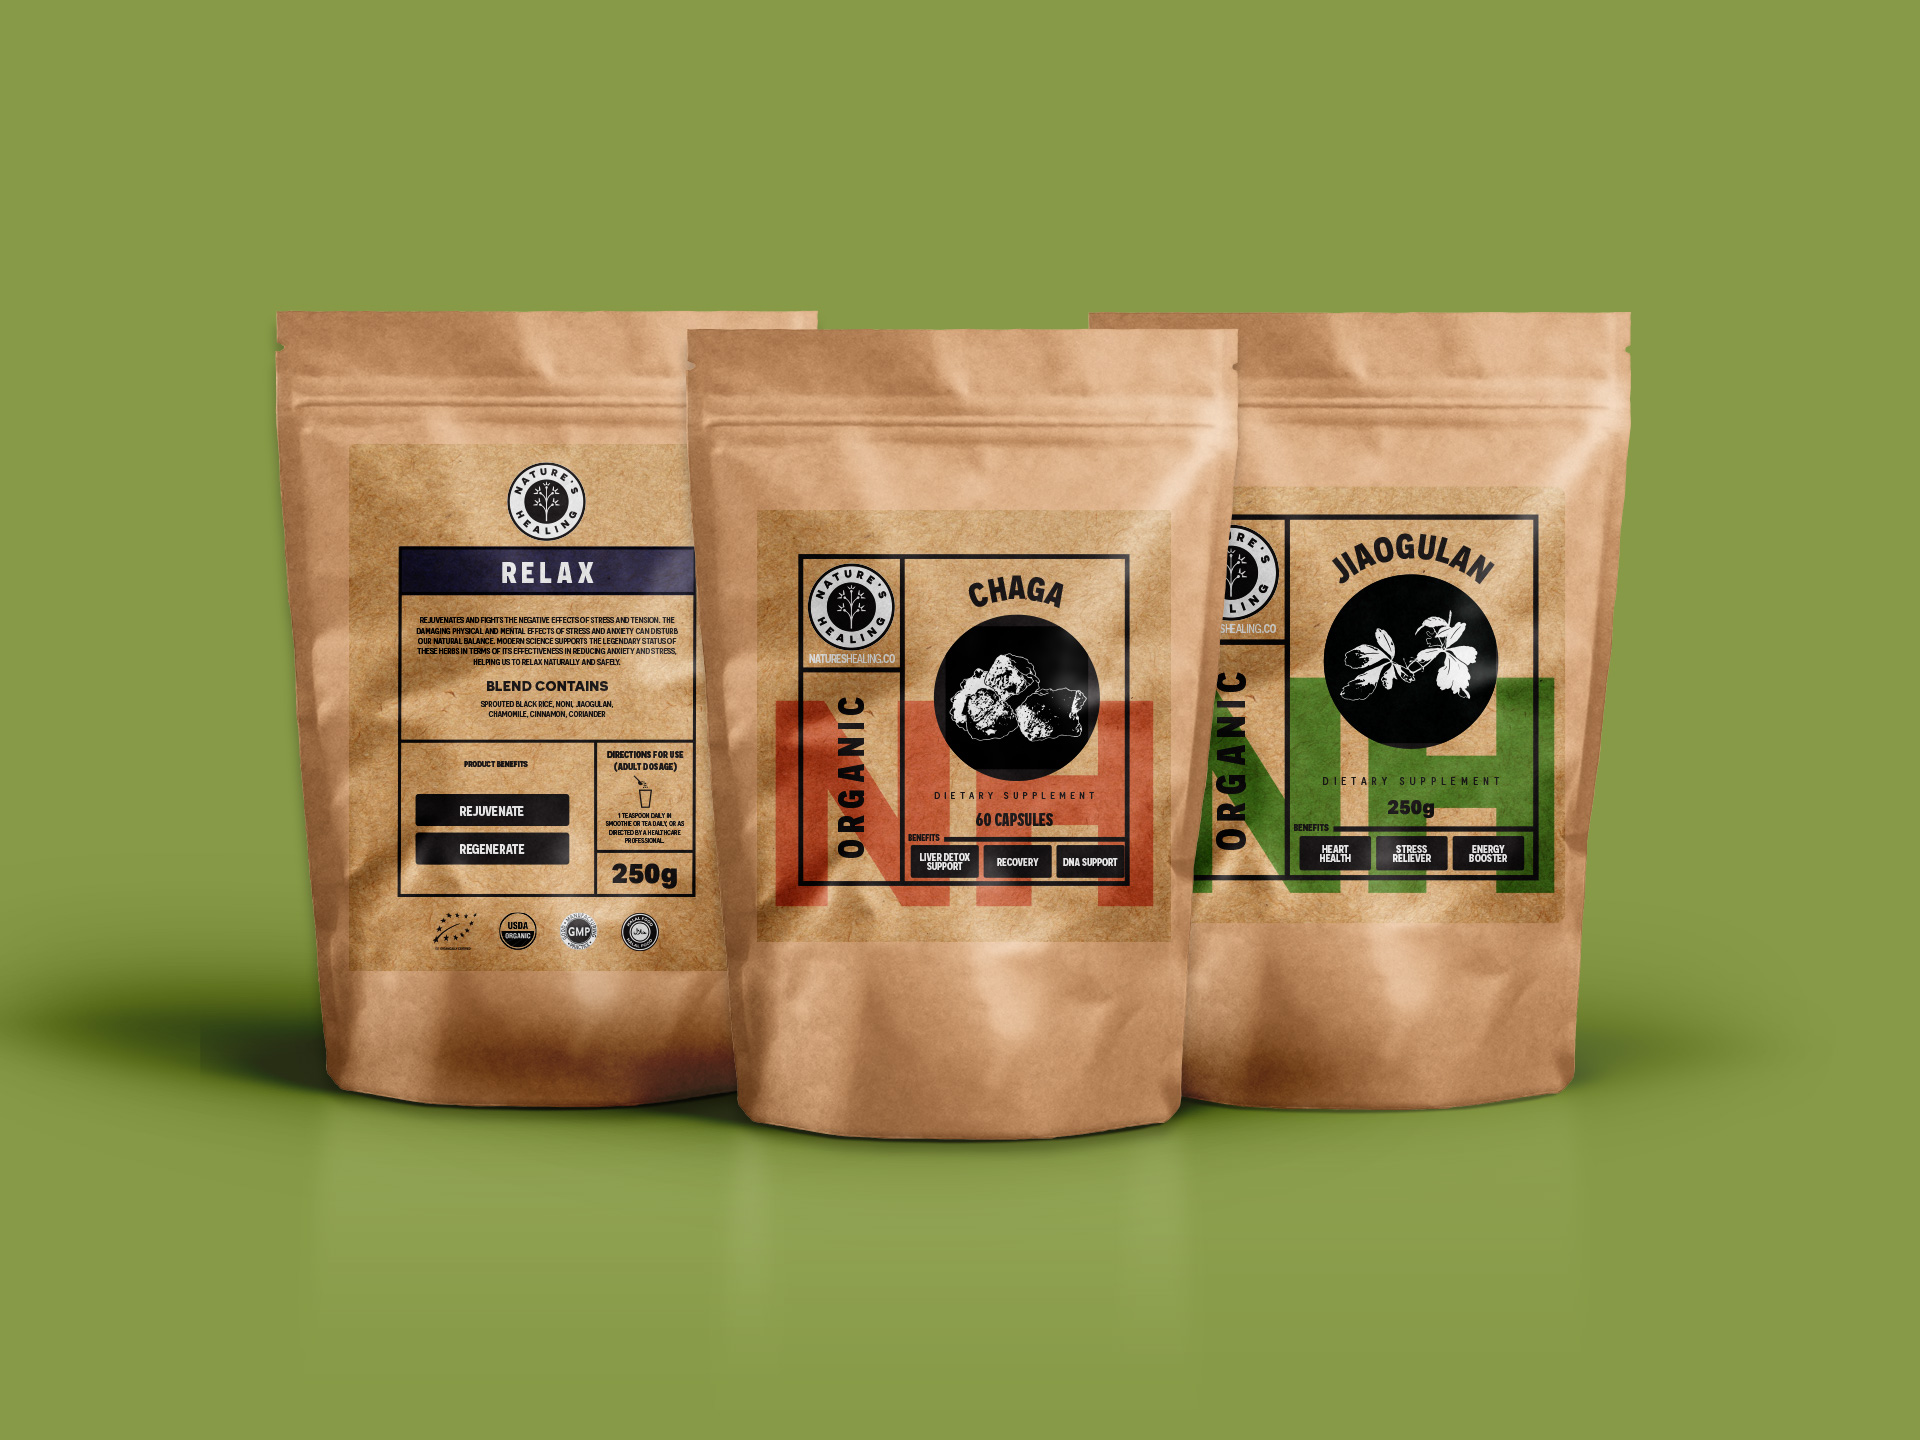 NATURE'S
HEALING
RELAX
REJUVENATES AND FIGHTS THE NEGATIVE EFFECTS OF STRESS AND TENSION. THE
DAMAGING PHYSICAL AND MENTAL EFFECTS OF STRESS AND ANXIETY CAN DISTURB
OUR NATURAL BALANCE. MODERN SCIENCE SUPPORTS THE LEGENDARY STATUS OF
THESE HERBS IN TERMS OF ITS EFFECTIVENESS IN REDUCING ANXIETY AND STRESS,
HELPING US TO RELAX NATURALLY AND SAFELY.
BLEND CONTAINS
SPROUTED BLACK RICE, NONI, JIAOGULAN,
CHAMOMILE, CINNAMON, CORIANDER
PRODUCT BENEFITS
REJUVENATE
REGENERATE
DIRECTIONS FOR USE
(ADULT DOSAGE)
1 TEASPOON DAILY IN
SMOOTHIE OR TEA DAILY, OR AS
DIRECTED BY A HEALTHCARE
PROFESSIONAL.
250g
USDA
ORGANIC
GMP
HALAL FOOD
HALAL FOOD
NATURE'S
HEALING
NATURESHEALING.CO
ORGANIC
CHAGA
NH
DIETARY SUPPLEMENT
60 CAPSULES
BENEFITS
LIVER DETOX
SUPPORT
RECOVERY
DNA SUPPORT
URE'S
LING
SHEALING.CO
ORGANIC
JIAOGULAN
NH
DIETARY SUPPLEMENT
250g
BENEFITS
HEART
HEALTH
STRESS
RELIEVER
ENERGY
BOOSTER